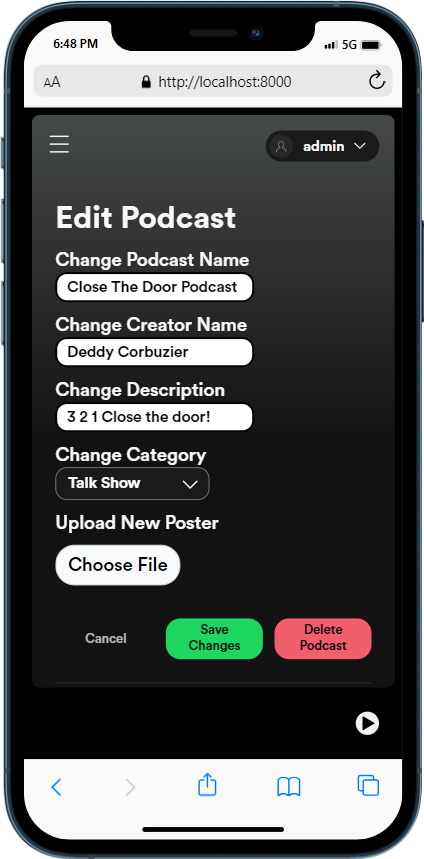 6:48 PM
5G
AA
http://localhost:8000
admin
Edit Podcast
Change Podcast Name
Close The Door Podcast
Change Creator Name
Deddy Corbuzier
Change Description
3 2 1 Close the door!
Change Category
Talk Show
Upload New Poster
Choose File
Cancel
Save
Changes
Delete
Podcast